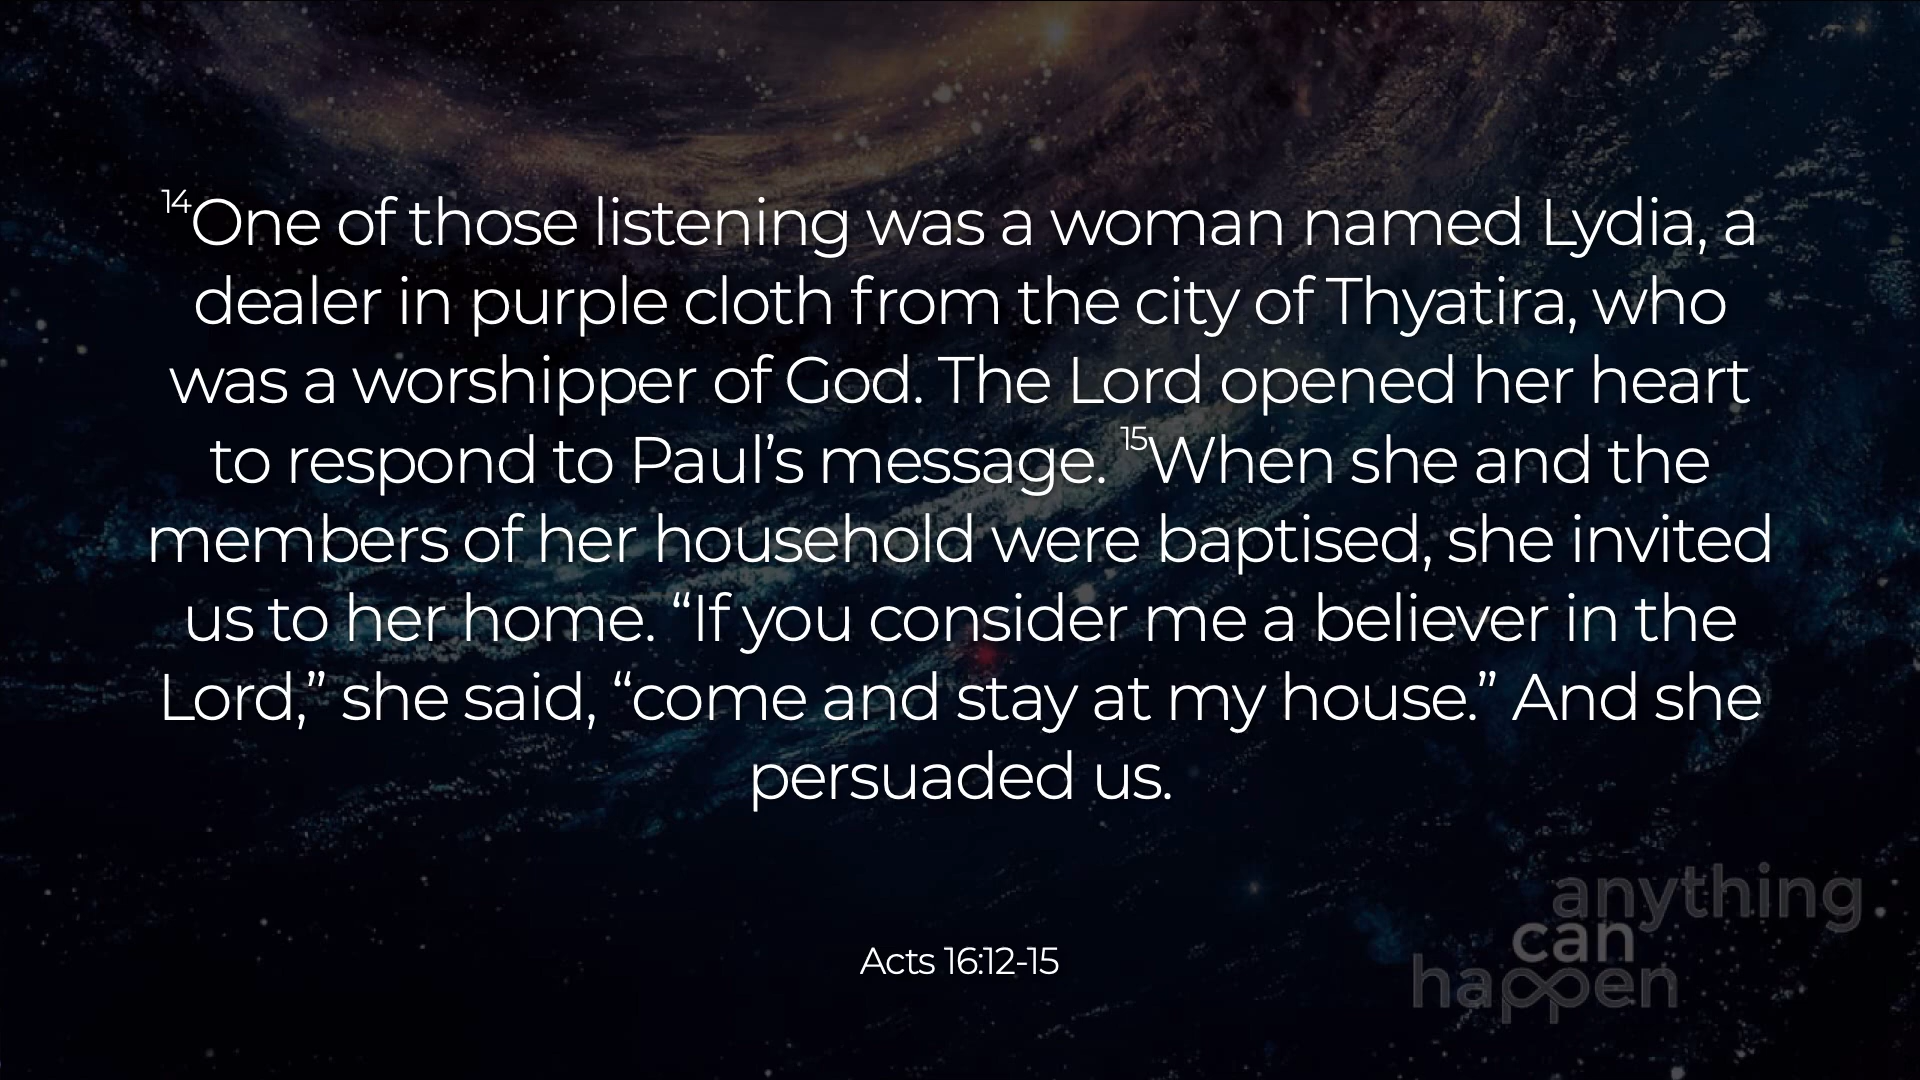 14One of those listening was a woman named Lydia, a
dealer in purple cloth from the city of Thyatira, who
was a worshipper of God. The Lord opened her heart
to respond to Paul’s message. 15When she and the
members of her household were baptised, she invited
us to her home. “If you consider me a believer in the
Lord,” she said, “come and stay at my house.” And she
persuaded us.
Acts 16:12-15
anything
can
happen